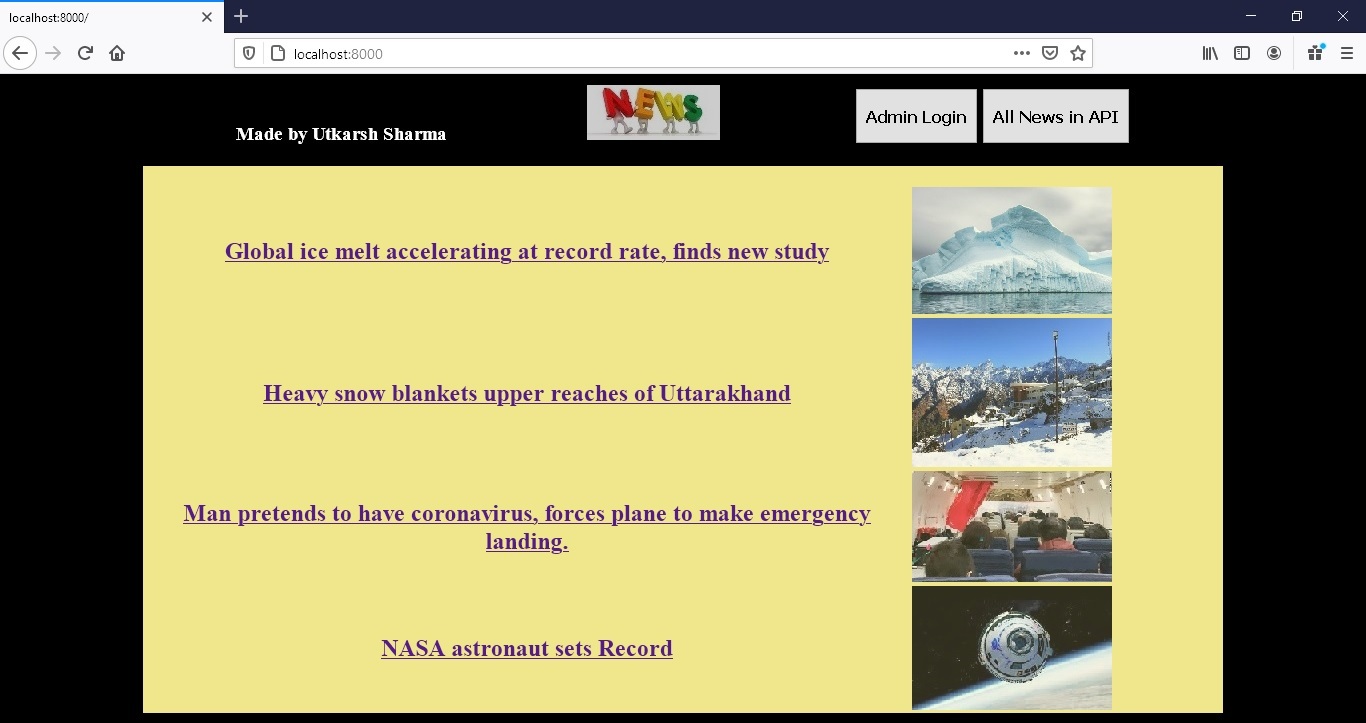 localhost:8000/
localhost:8000
Made by Utkarsh Sharma
NEWS
Admin Login
All News in API
Global ice melt accelerating at record rate, finds new study
Heavy snow blankets upper reaches of Uttarakhand
Man pretends to have coronavirus, forces plane to make emergency
landing.
NASA astronaut sets Record